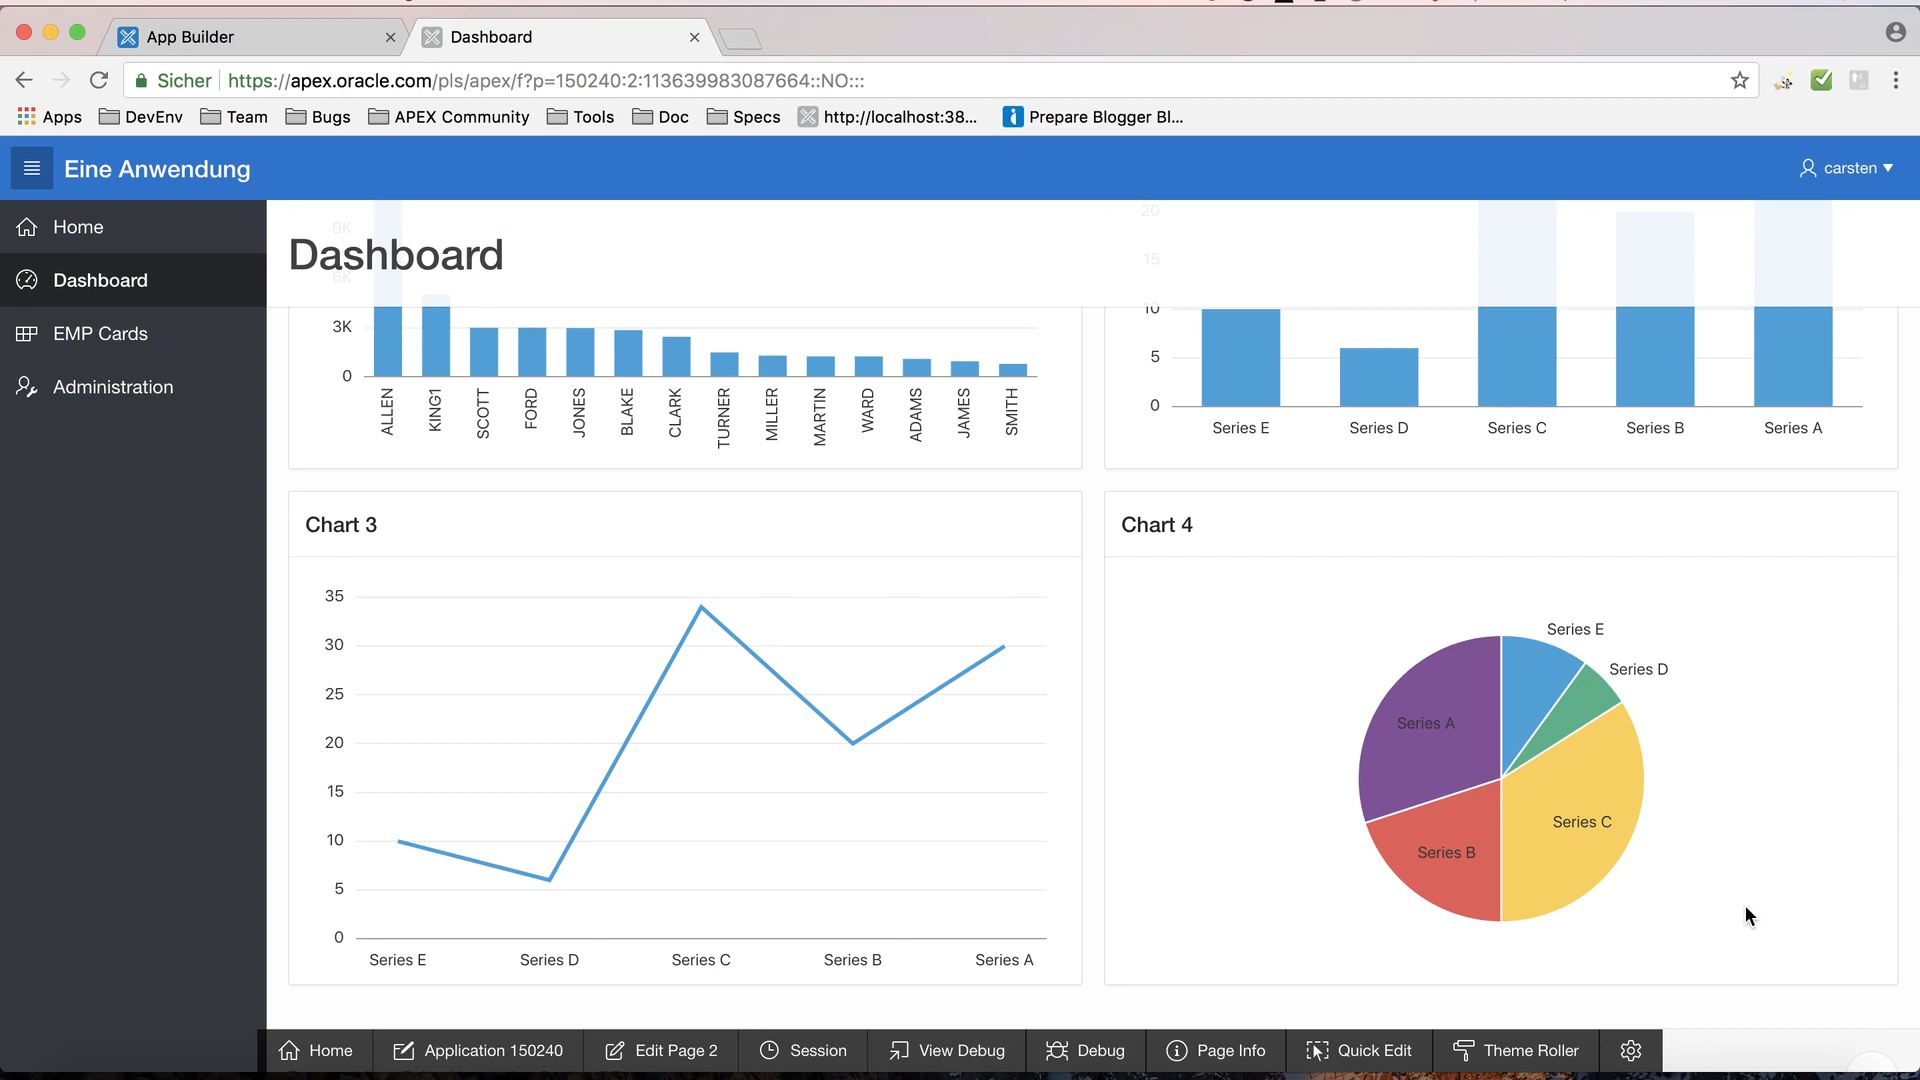 App Builder
Dashboard
Sicher https://apex.oracle.com/pls/apex/f?p=150240:2:113639983087664::NO:::
Apps DevEnv Team Bugs APEX Community Tools Doc Specs http://localhost:38... Prepare Blogger Bl...
Eine Anwendung
carsten
Home
Dashboard
EMP Cards
Administration
Dashboard
9K
6K
3K
0
ALLEN
KING1
SCOTT
FORD
JONES
BLAKE
CLARK
TURNER
MILLER
MARTIN
WARD
ADAMS
JAMES
SMITH
20
15
10
5
0
Series E
Series D
Series C
Series B
Series A
Chart 3
35
30
25
20
15
10
5
0
Series E
Series D
Series C
Series B
Series A
Chart 4
Series E
Series D
Series A
Series C
Series B
Home
Application 150240
Edit Page 2
Session
View Debug
Debug
Page Info
Quick Edit
Theme Roller